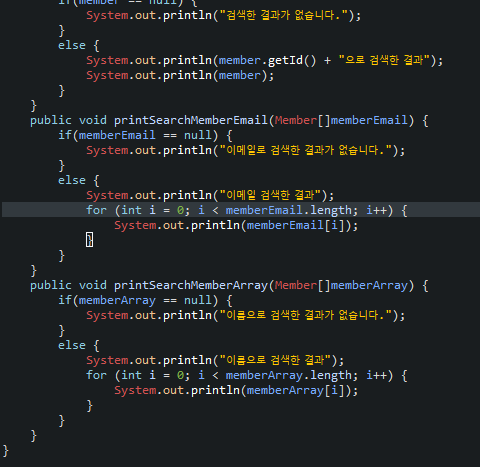 if(member == null) {
System.out.println("검색한 결과가 없습니다.");
}
else {
System.out.println(member.getId() + "으로 검색한 결과");
System.out.println(member);
}
}
public void printSearchMemberEmail(Member[]memberEmail) {
if(memberEmail == null) {
System.out.println("이메일로 검색한 결과가 없습니다.");
}
else {
System.out.println("이메일 검색한 결과");
for (int i = 0; i < memberEmail.length; i++) {
System.out.println(memberEmail[i]);
}
}
}
public void printSearchMemberArray(Member[]memberArray) {
if(memberArray == null) {
System.out.println("이름으로 검색한 결과가 없습니다.");
}
else {
System.out.println("이름으로 검색한 결과");
for (int i = 0; i < memberArray.length; i++) {
System.out.println(memberArray[i]);
}
}
}
}